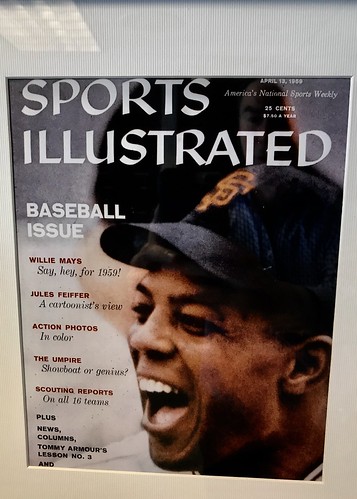 SPORTS
APRIL 13, 1959
America's National Sports Weekly
25 CENTS
$7.50 A YEAR
ILLUSTRATED
SF
BASEBALL
ISSUE
WILLIE MAYS
Say, hey, for 1959!
JULES FEIFFER
A cartoonist's view
ACTION PHOTOS
In color
THE UMPIRE
Showboat or genius?
SCOUTING REPORTS
On all 16 teams
PLUS
NEWS,
COLUMNS,
TOMMY ARMOUR'S
LESSON NO. 3
AND